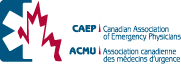 CAEP Canadian Association
of Emergency Physicians
ACMU Association canadienne
des médecins d'urgence